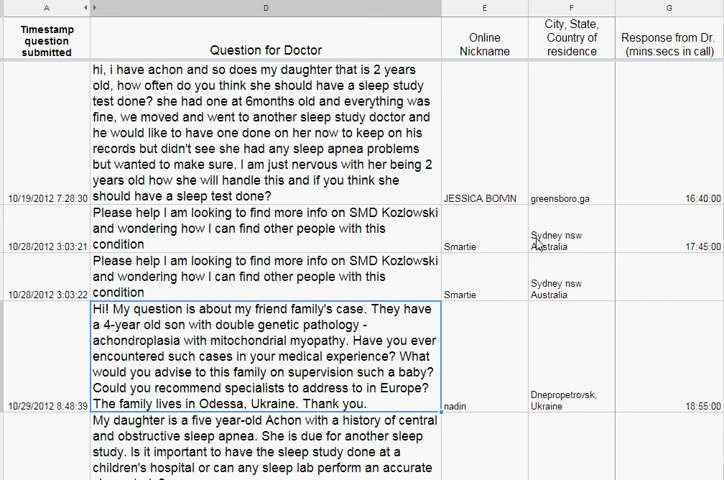 A
D
E
F
G
Timestamp
question
submitted
Question for Doctor
Online
Nickname
City, State,
Country of
residence
Response from Dr.
(mins:secs in call)
hi, i have achon and so does my daughter that is 2 years
old, how often do you think she should have a sleep study
test done? she had one at 6months old and everything was
fine, we moved and went to another sleep study doctor and
he would like to have one done on her now to keep on his
records but didn't see she had any sleep apnea problems
but wanted to make sure. I am just nervous with her being 2
years old how she will handle this and if you think she
should have a sleep test done?
10/19/2012 7:28:30
JESSICA BOIVIN
greensboro,ga
16:40:00
Please help I am looking to find more info on SMD Kozlowski
and wondering how I can find other people with this
condition
10/28/2012 3:03:21
Smartie
Sydney nsw
Australia
17:45:00
Please help I am looking to find more info on SMD Kozlowski
and wondering how I can find other people with this
condition
10/28/2012 3:03:22
Smartie
Sydney nsw
Australia
Hi! My question is about my friend family's case. They have
a 4-year old son with double genetic pathology -
achondroplasia with mitochondrial myopathy. Have you ever
encountered such cases in your medical experience? What
would you advise to this family on supervision such a baby?
Could you recommend specialists to address to in Europe?
The family lives in Odessa, Ukraine. Thank you.
10/29/2012 8:48:39
nadin
Dnepropetrovsk,
Ukraine
18:55:00
My daughter is a five year-old Achon with a history of central
and obstructive sleep apnea. She is due for another sleep
study. Is it important to have the sleep study done at a
children's hospital or can any sleep lab perform an accurate